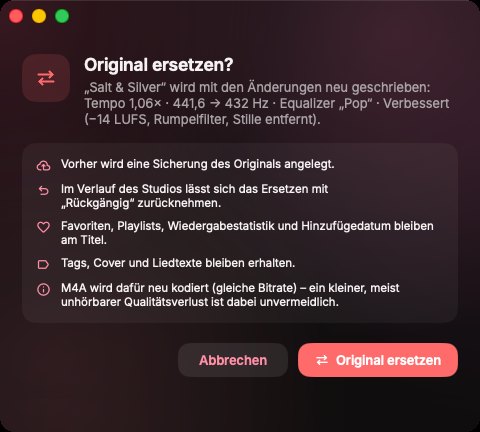 Original ersetzen?
„Salt & Silver“ wird mit den Änderungen neu geschrieben:
Tempo 1,06× · 441,6 → 432 Hz · Equalizer „Pop“ · Verbessert
(−14 LUFS, Rumpelfilter, Stille entfernt).
Vorher wird eine Sicherung des Originals angelegt.
Im Verlauf des Studios lässt sich das Ersetzen mit
„Rückgängig“ zurücknehmen.
Favoriten, Playlists, Wiedergabestatistik und Hinzufügedatum bleiben
am Titel.
Tags, Cover und Liedtexte bleiben erhalten.
M4A wird dafür neu kodiert (gleiche Bitrate) – ein kleiner, meist
unhörbarer Qualitätsverlust ist dabei unvermeidlich.
Abbrechen
Original ersetzen